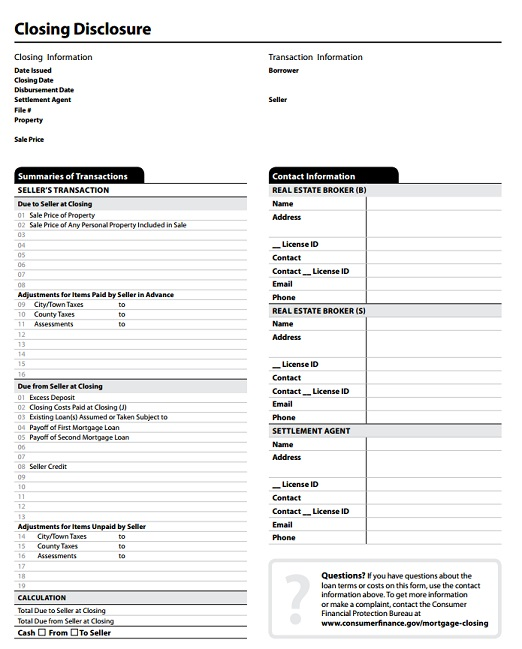 Closing Disclosure
Closing Information
Date Issued
Closing Date
Disbursement Date
Settlement Agent
File #
Property
Sale Price
Transaction Information
Borrower
Seller
Summaries of Transactions
SELLER'S TRANSACTION
Due to Seller at Closing
01 Sale Price of Property
02 Sale Price of Any Personal Property Included in Sale
03
04
05
06
07
08
Adjustments for Items Paid by Seller in Advance
09 City/Town Taxes to
10 County Taxes to
11 Assessments to
12
13
14
15
16
Due from Seller at Closing
01 Excess Deposit
02 Closing Costs Paid at Closing (J)
03 Existing Loan(s) Assumed or Taken Subject to
04 Payoff of First Mortgage Loan
05 Payoff of Second Mortgage Loan
06
07
08 Seller Credit
09
10
11
12
13
Adjustments for Items Unpaid by Seller
14 City/Town Taxes to
15 County Taxes to
16 Assessments to
17
18
19
CALCULATION
Total Due to Seller at Closing
Total Due from Seller at Closing
Cash ☐ From ☐ To Seller
Contact Information
REAL ESTATE BROKER (B)
Name
Address
__ License ID
Contact
Contact __ License ID
Email
Phone
REAL ESTATE BROKER (S)
Name
Address
__ License ID
Contact
Contact __ License ID
Email
Phone
SETTLEMENT AGENT
Name
Address
__ License ID
Contact
Contact __ License ID
Email
Phone
?
Questions? If you have questions about the
loan terms or costs on this form, use the contact
information above. To get more information
or make a complaint, contact the Consumer
Financial Protection Bureau at
www.consumerfinance.gov/mortgage-closing